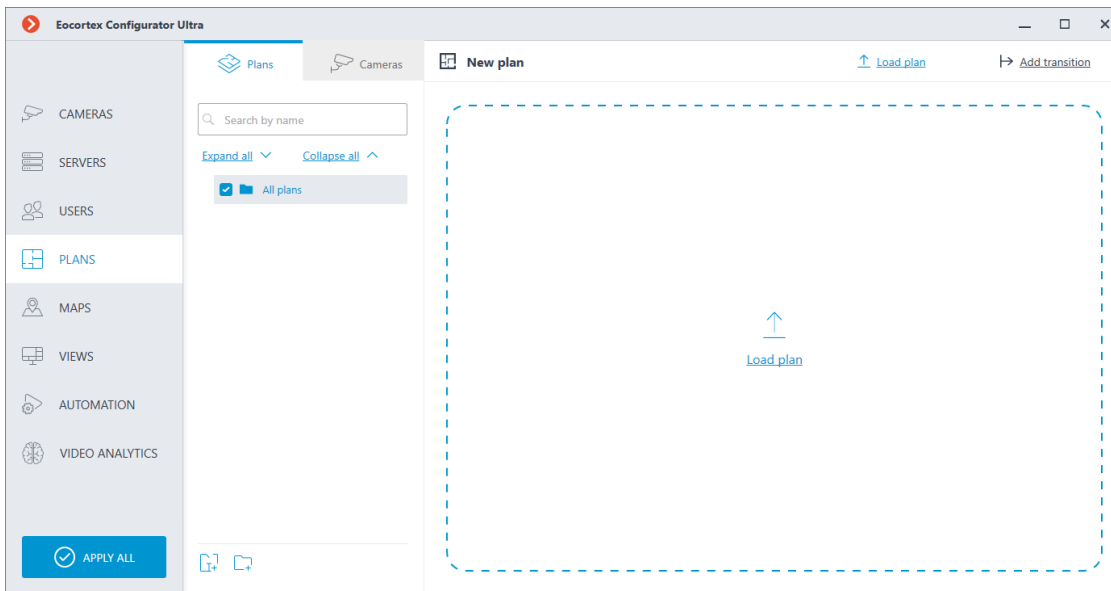 Eocortex Configurator Ultra
Plans
Cameras
New plan
Load plan
Add transition
CAMERAS
Search by name
Expand all
Collapse all
SERVERS
All plans
USERS
PLANS
MAPS
Load plan
VIEWS
AUTOMATION
VIDEO ANALYTICS
APPLY ALL